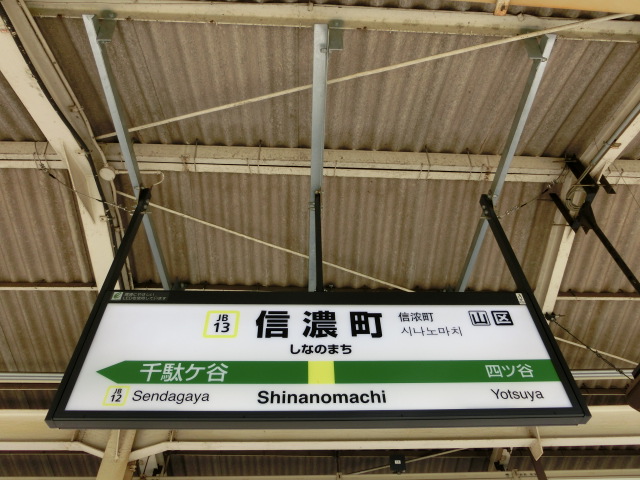 JB
13
信濃町
しなのまち
信浓町
시나노마치
山 区
千駄ケ谷
四ツ谷
JB
12
Sendagaya
Shinanomachi
Yotsuya